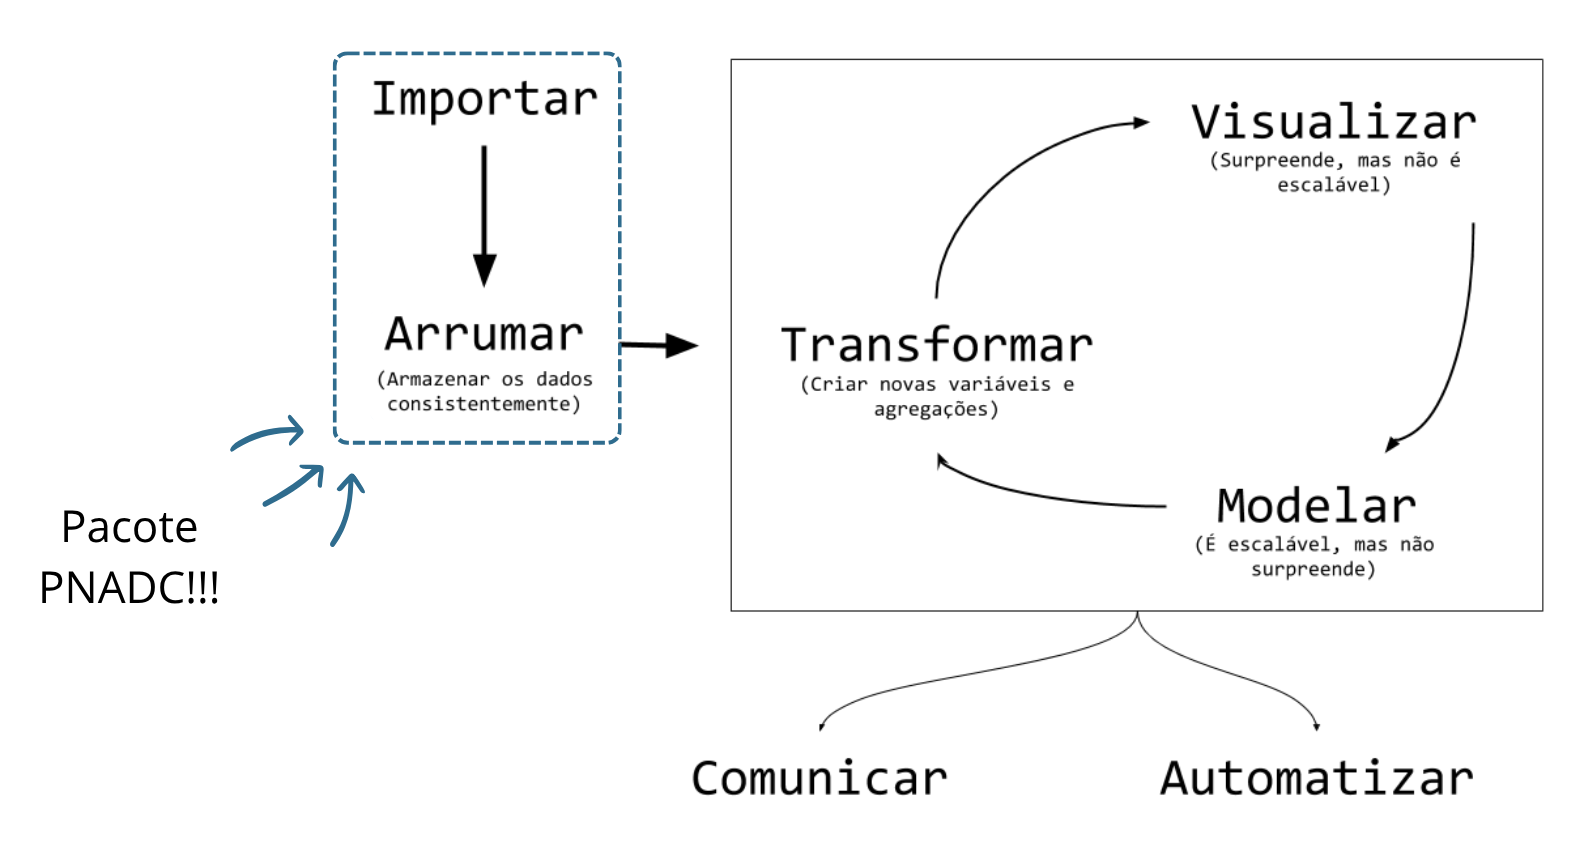 Importar
Arrumar
(Armazenar os dados
consistentemente)
Pacote
PNADC!!!
Visualizar
(Surpreende, mas não é
escalável)
Transformar
(Criar novas variáveis e
agregações)
Modelar
(É escalável, mas não
surpreende)
Comunicar
Automatizar